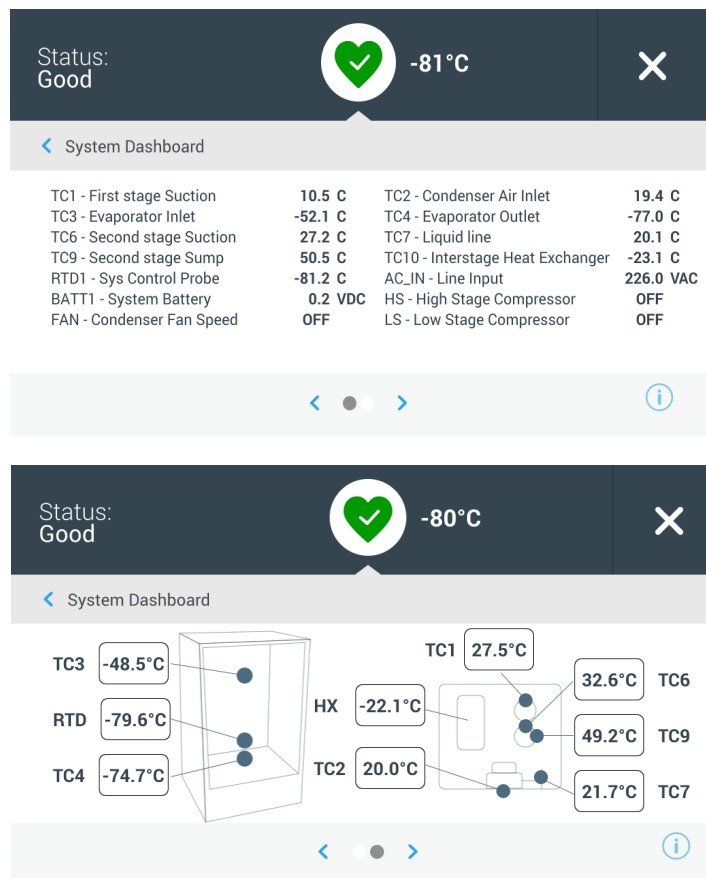 Status:
Good
-81°C
System Dashboard
TC1 - First stage Suction 10.5 C TC2 - Condenser Air Inlet 19.4 C
TC3 - Evaporator Inlet -52.1 C TC4 - Evaporator Outlet -77.0 C
TC6 - Second stage Suction 27.2 C TC7 - Liquid line 20.1 C
TC9 - Second stage Sump 50.5 C TC10 - Interstage Heat Exchanger -23.1 C
RTD1 - Sys Control Probe -81.2 C AC_IN - Line Input 226.0 VAC
BATT1 - System Battery 0.2 VDC HS - High Stage Compressor OFF
FAN - Condenser Fan Speed OFF LS - Low Stage Compressor OFF
i
Status:
Good
-80°C
System Dashboard
TC3 -48.5°C
RTD -79.6°C
TC4 -74.7°C
TC1 27.5°C
32.6°C TC6
HX -22.1°C
49.2°C TC9
TC2 20.0°C
21.7°C TC7
i